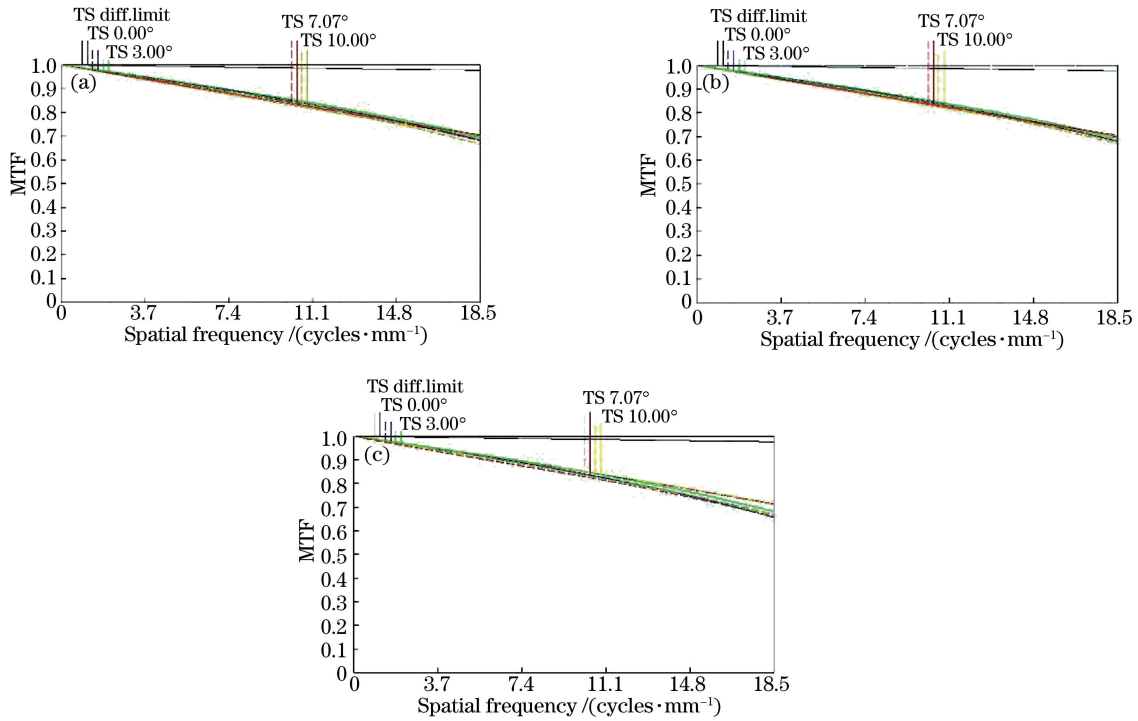 TS diff.limit
TS 0.00°
TS 3.00°
TS 7.07°
TS 10.00°
(a)
1.0
0.9
0.8
0.7
0.6
0.5
0.4
0.3
0.2
0.1
0
MTF
0 3.7 7.4 11.1 14.8 18.5
Spatial frequency /(cycles·mm⁻¹)
TS diff.limit
TS 0.00°
TS 3.00°
TS 7.07°
TS 10.00°
(b)
1.0
0.9
0.8
0.7
0.6
0.5
0.4
0.3
0.2
0.1
0
MTF
0 3.7 7.4 11.1 14.8 18.5
Spatial frequency /(cycles·mm⁻¹)
TS diff.limit
TS 0.00°
TS 3.00°
TS 7.07°
TS 10.00°
(c)
1.0
0.9
0.8
0.7
0.6
0.5
0.4
0.3
0.2
0.1
0
MTF
0 3.7 7.4 11.1 14.8 18.5
Spatial frequency /(cycles·mm⁻¹)